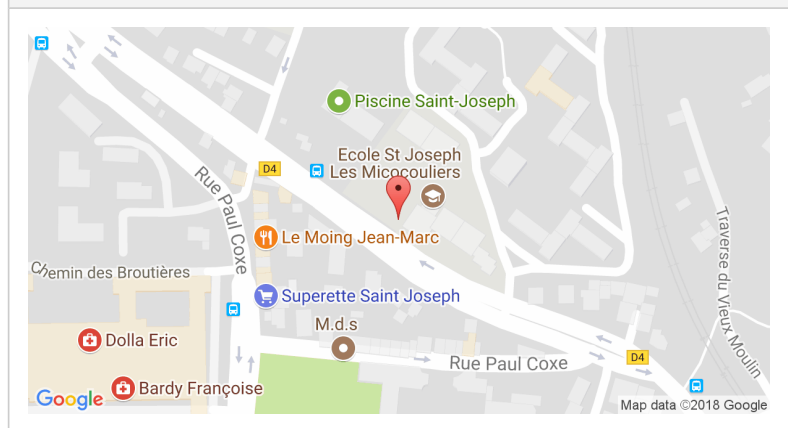 Piscine Saint-Joseph
Ecole St Joseph
Les Micocouliers
D4
Rue Paul Coxe
Le Moing Jean-Marc
Chemin des Broutières
Superette Saint Joseph
Traverse du Vieux Moulin
M.d.s
Dolla Eric
Rue Paul Coxe
D4
Bardy Françoise
Google
Map data ©2018 Google